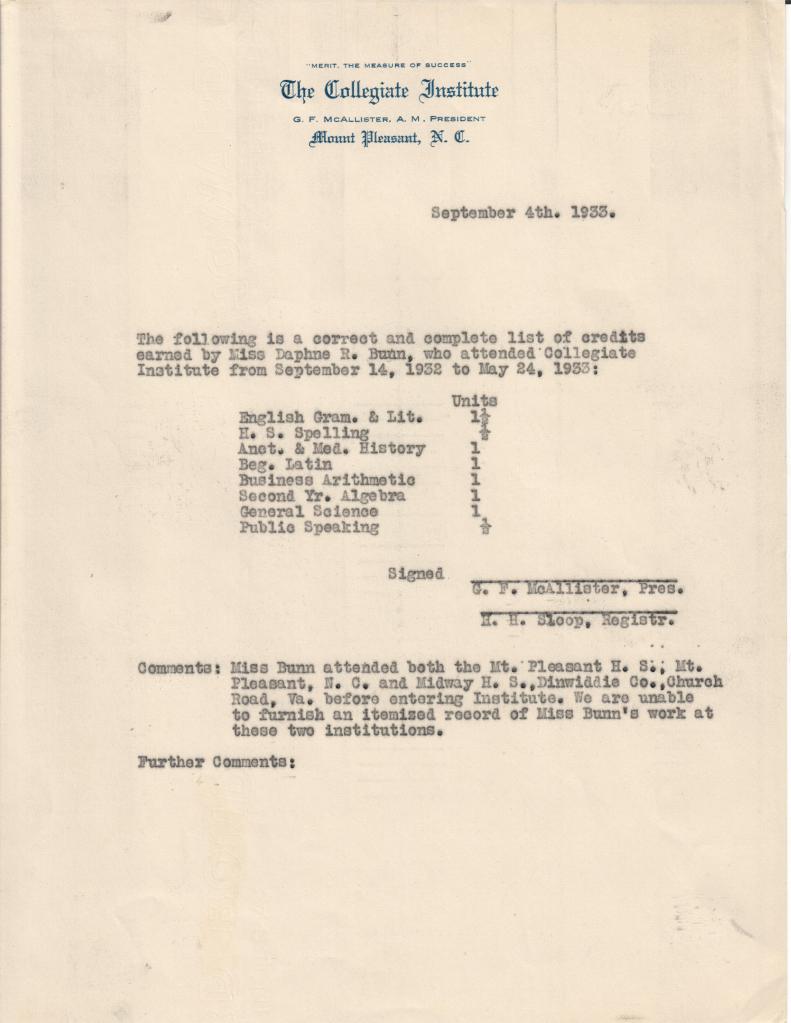 "MERIT, THE MEASURE OF SUCCESS"
The Collegiate Institute
G. F. McALLISTER, A. M., PRESIDENT
Mount Pleasant, N. C.
September 4th. 1933.
The following is a correct and complete list of credits
earned by Miss Daphne R. Bunn, who attended Collegiate
Institute from September 14, 1932 to May 24, 1933:
Units
English Gram. & Lit. 1½
H. S. Spelling ½
Anct. & Med. History 1
Beg. Latin 1
Business Arithmetic 1
Second Yr. Algebra 1
General Science 1
Public Speaking ½
Signed
G. F. McAllister, Pres.
H. H. Sloop, Registr.
Comments: Miss Bunn attended both the Mt. Pleasant H. S., Mt.
Pleasant, N. C. and Midway H. S.,Dinwiddie Co.,Church
Road, Va. before entering Institute. We are unable
to furnish an itemized record of Miss Bunn's work at
these two institutions.
Further Comments: